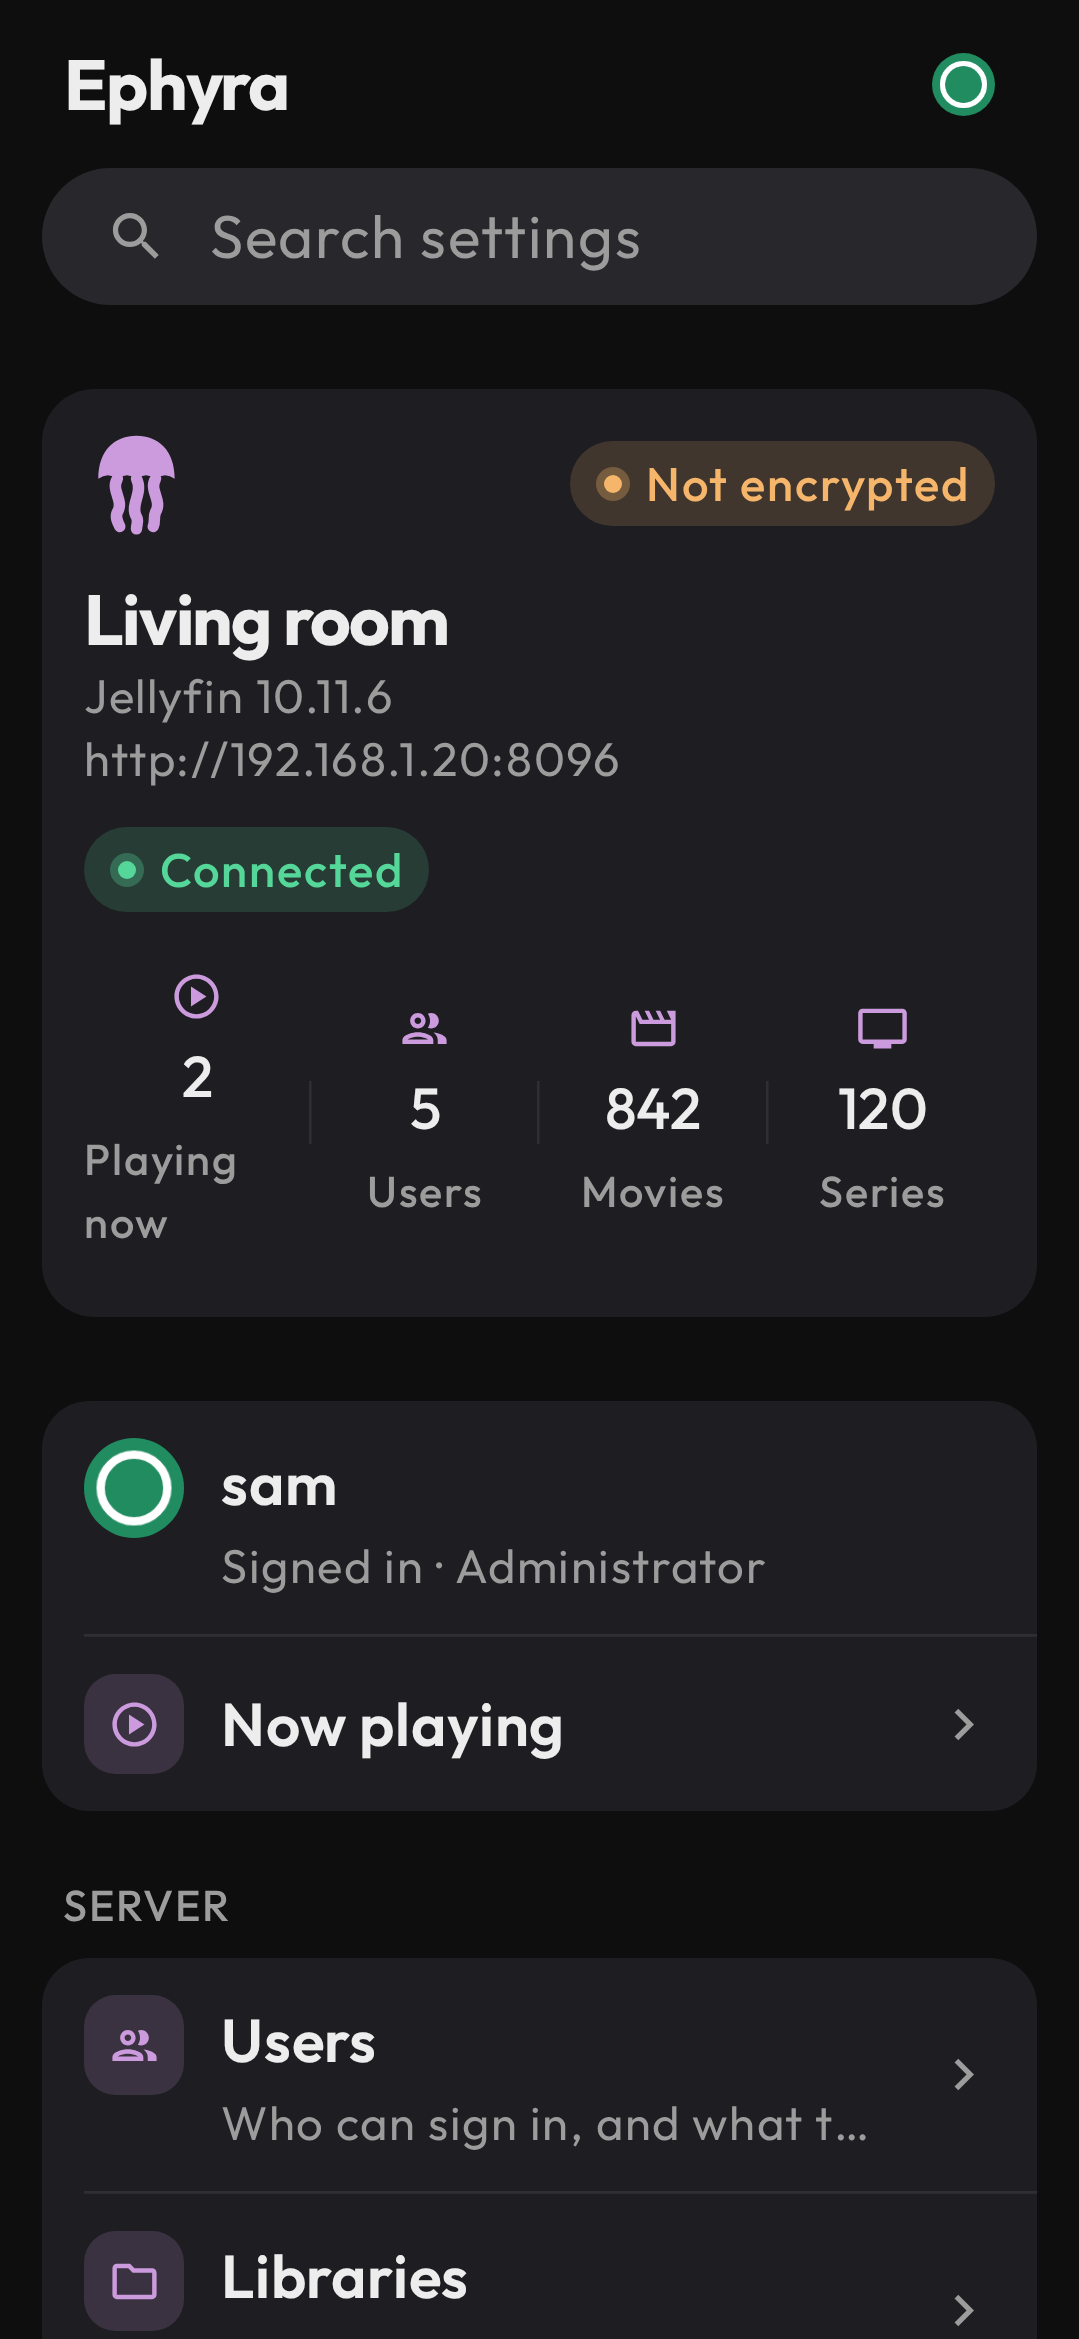 Ephyra
Search settings
Not encrypted
Living room
Jellyfin 10.11.6
http://192.168.1.20:8096
Connected
2
5
842
120
Playing
now
Users
Movies
Series
sam
Signed in · Administrator
Now playing
SERVER
Users
Who can sign in, and what t…
Libraries